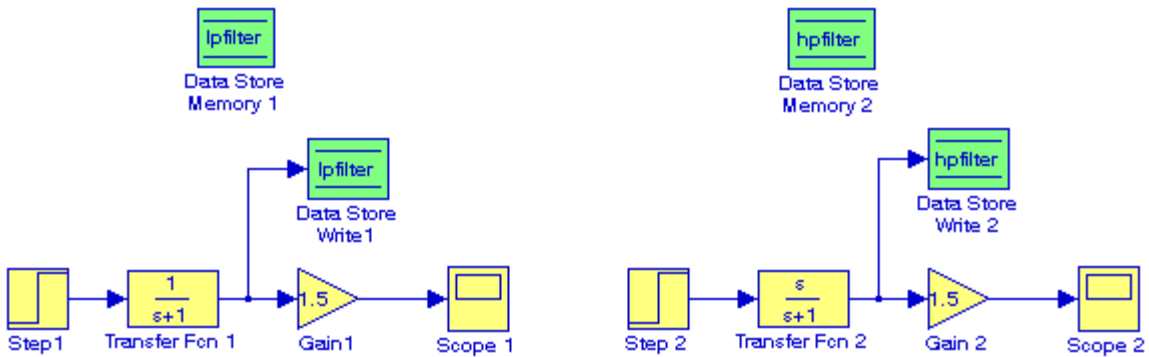 lpfilter
Data Store
Memory 1
hpfilter
Data Store
Memory 2
lpfilter
Data Store
Write1
hpfilter
Data Store
Write 2
1
s+1
1.5
s
s+1
1.5
Step1
Transfer Fcn 1
Gain1
Scope 1
Step 2
Transfer Fcn 2
Gain 2
Scope 2